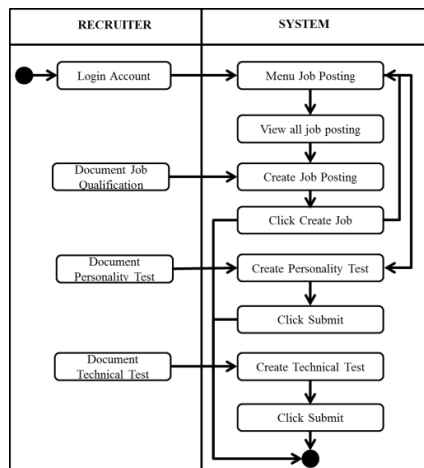 RECRUITER
SYSTEM
Login Account
Menu Job Posting
View all job posting
Document Job
Qualification
Create Job Posting
Click Create Job
Document
Personality Test
Create Personality Test
Click Submit
Document
Technical Test
Create Technical Test
Click Submit